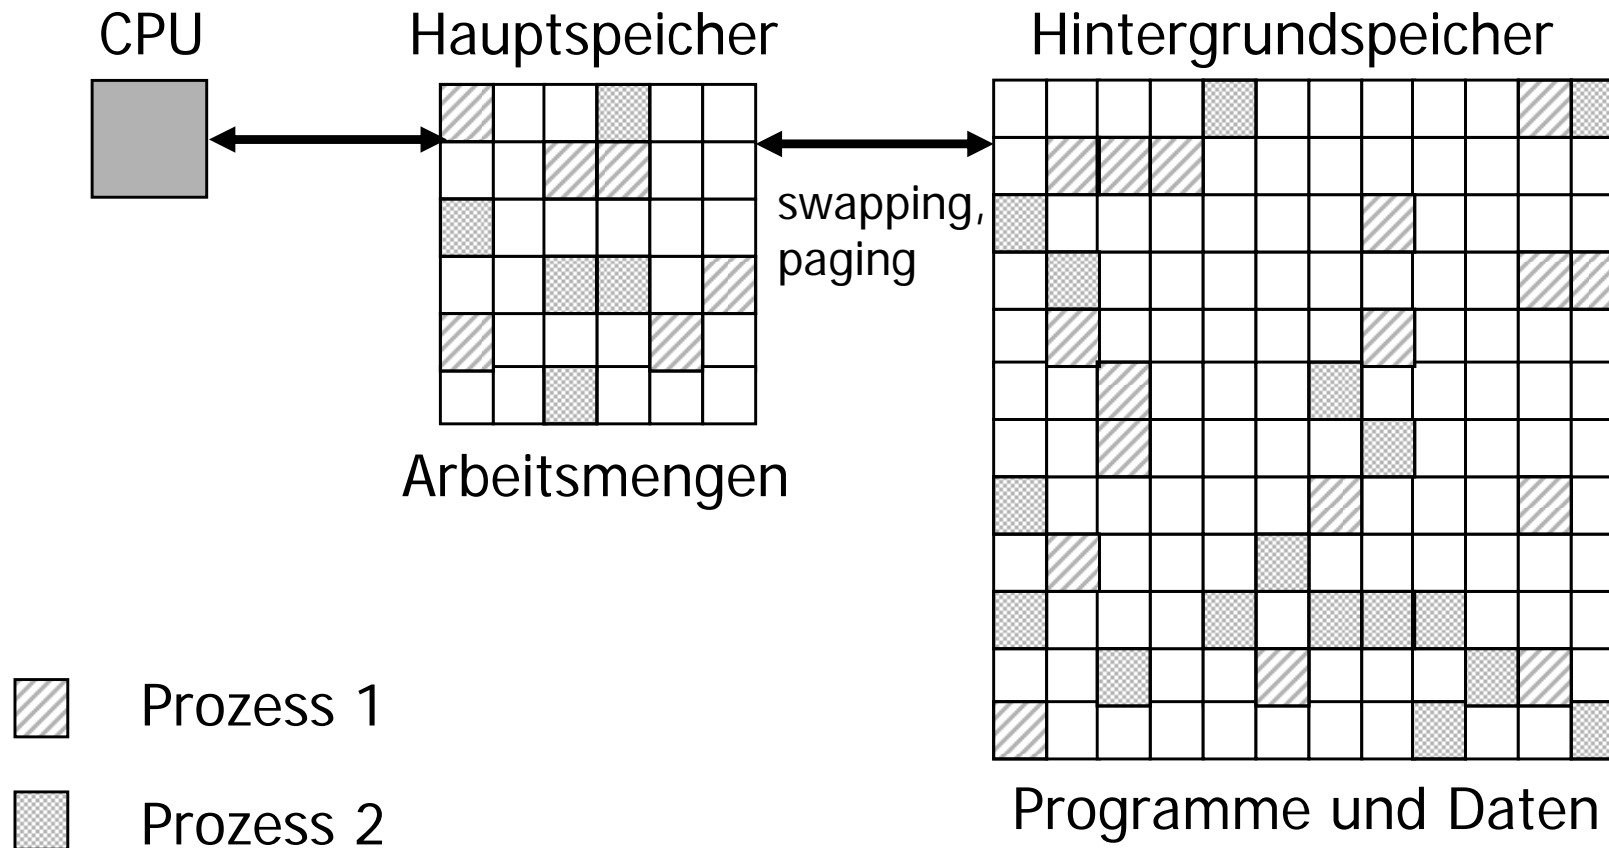 CPU
Hauptspeicher
Hintergrundspeicher
swapping,
paging
Arbeitsmengen
Prozess 1
Prozess 2
Programme und Daten